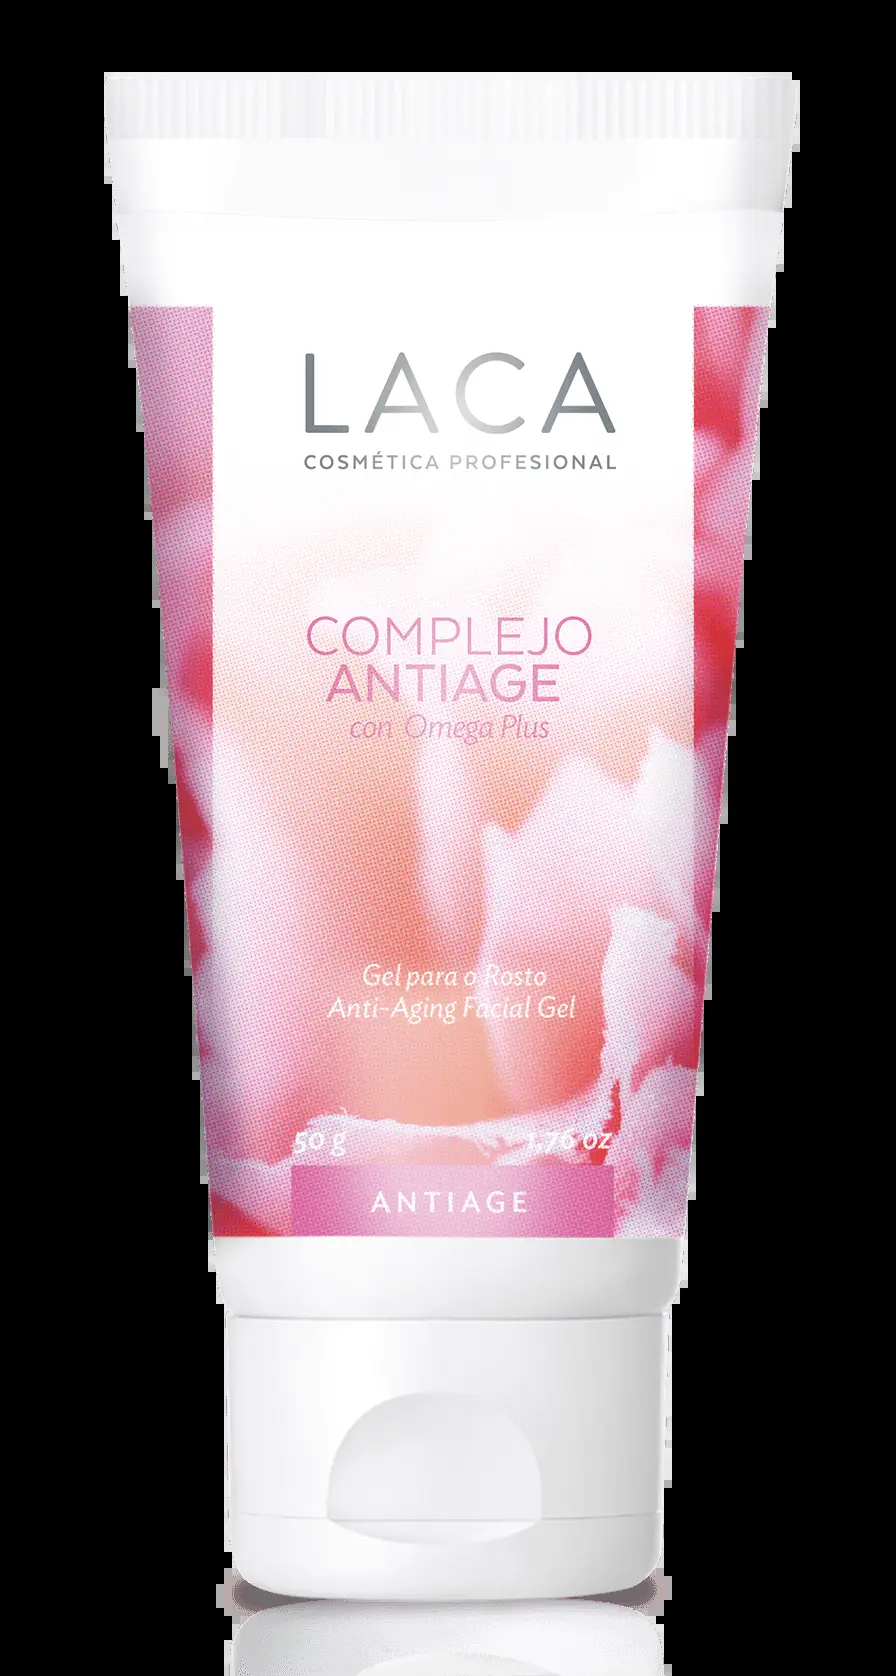 LACA
COSMÉTICA PROFESIONAL
COMPLEJO
ANTIAGE
con Omega Plus
Gel para o Rosto
Anti-Aging Facial Gel
50 g 1.76 oz
ANTIAGE